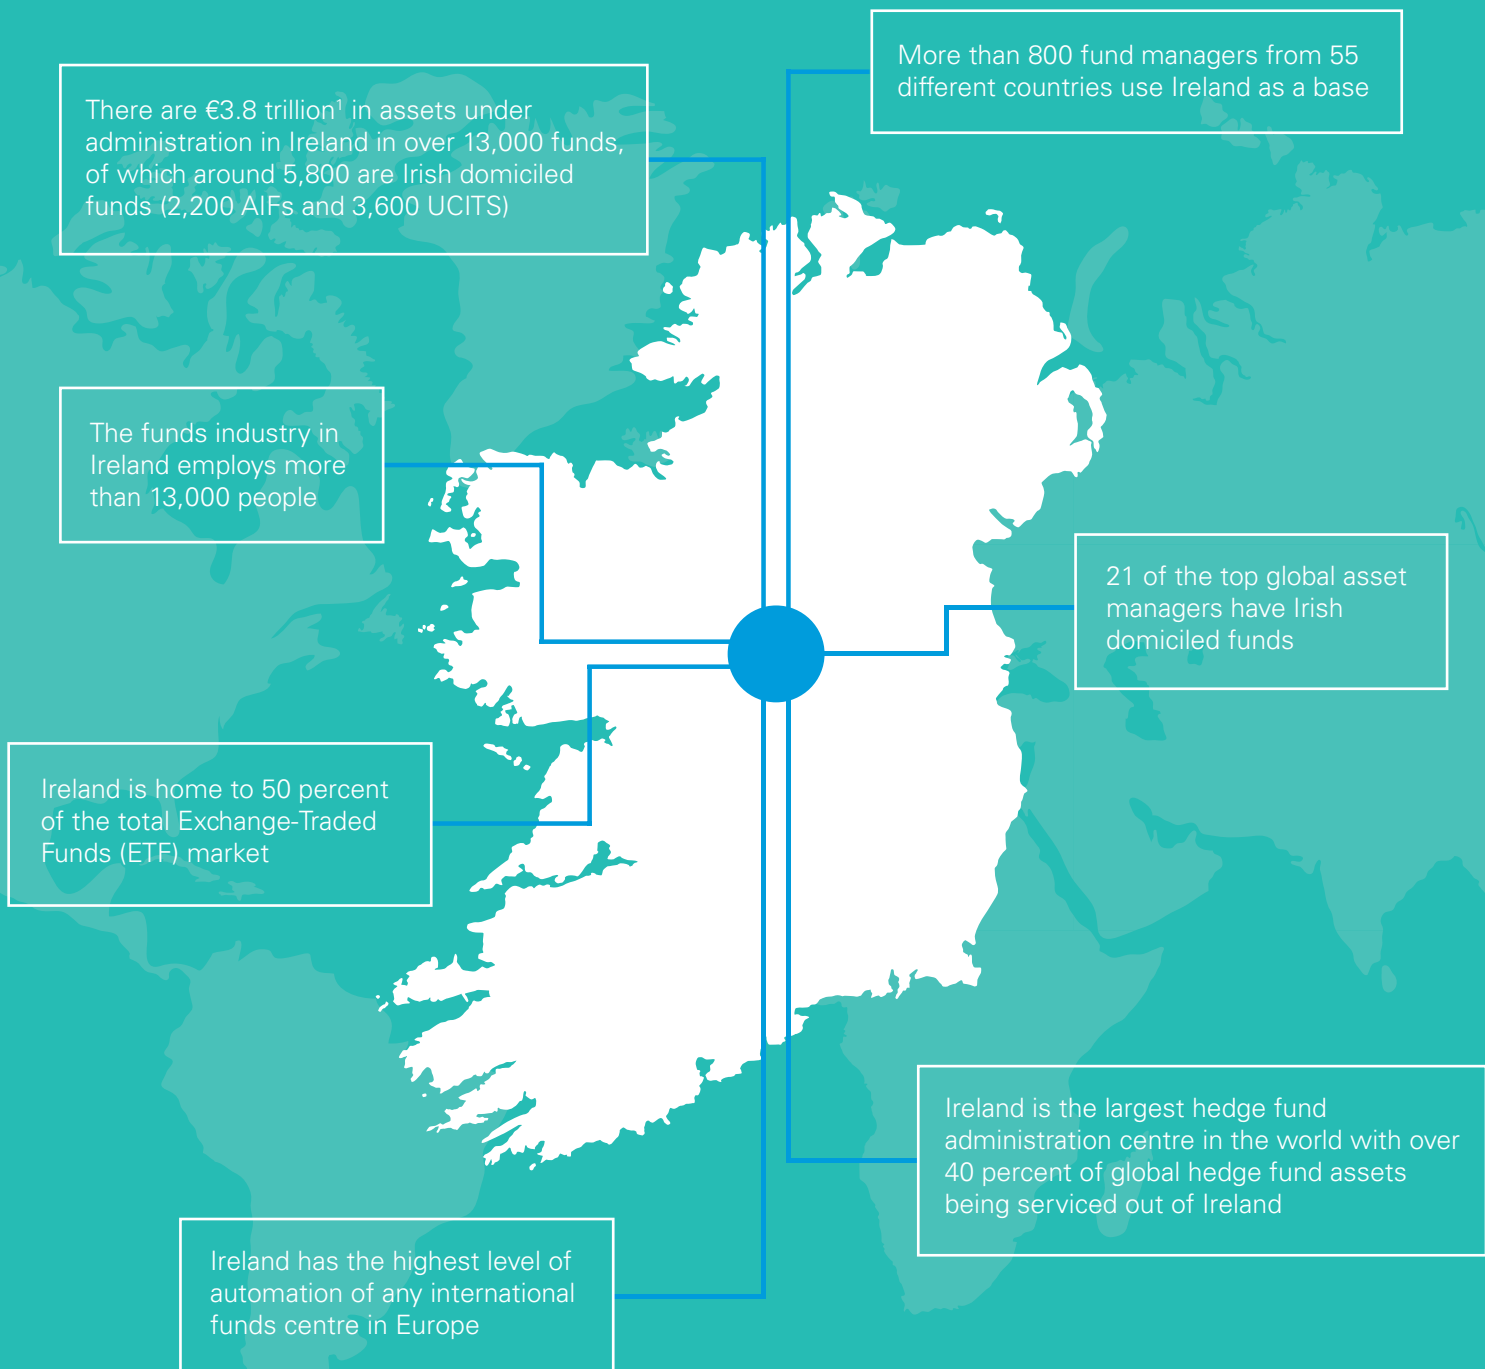 More than 800 fund managers from 55
different countries use Ireland as a base
There are €3.8 trillion¹ in assets under
administration in Ireland in over 13,000 funds,
of which around 5,800 are Irish domiciled
funds (2,200 AIFs and 3,600 UCITS)
The funds industry in
Ireland employs more
than 13,000 people
21 of the top global asset
managers have Irish
domiciled funds
Ireland is home to 50 percent
of the total Exchange-Traded
Funds (ETF) market
Ireland is the largest hedge fund
administration centre in the world with over
40 percent of global hedge fund assets
being serviced out of Ireland
Ireland has the highest level of
automation of any international
funds centre in Europe